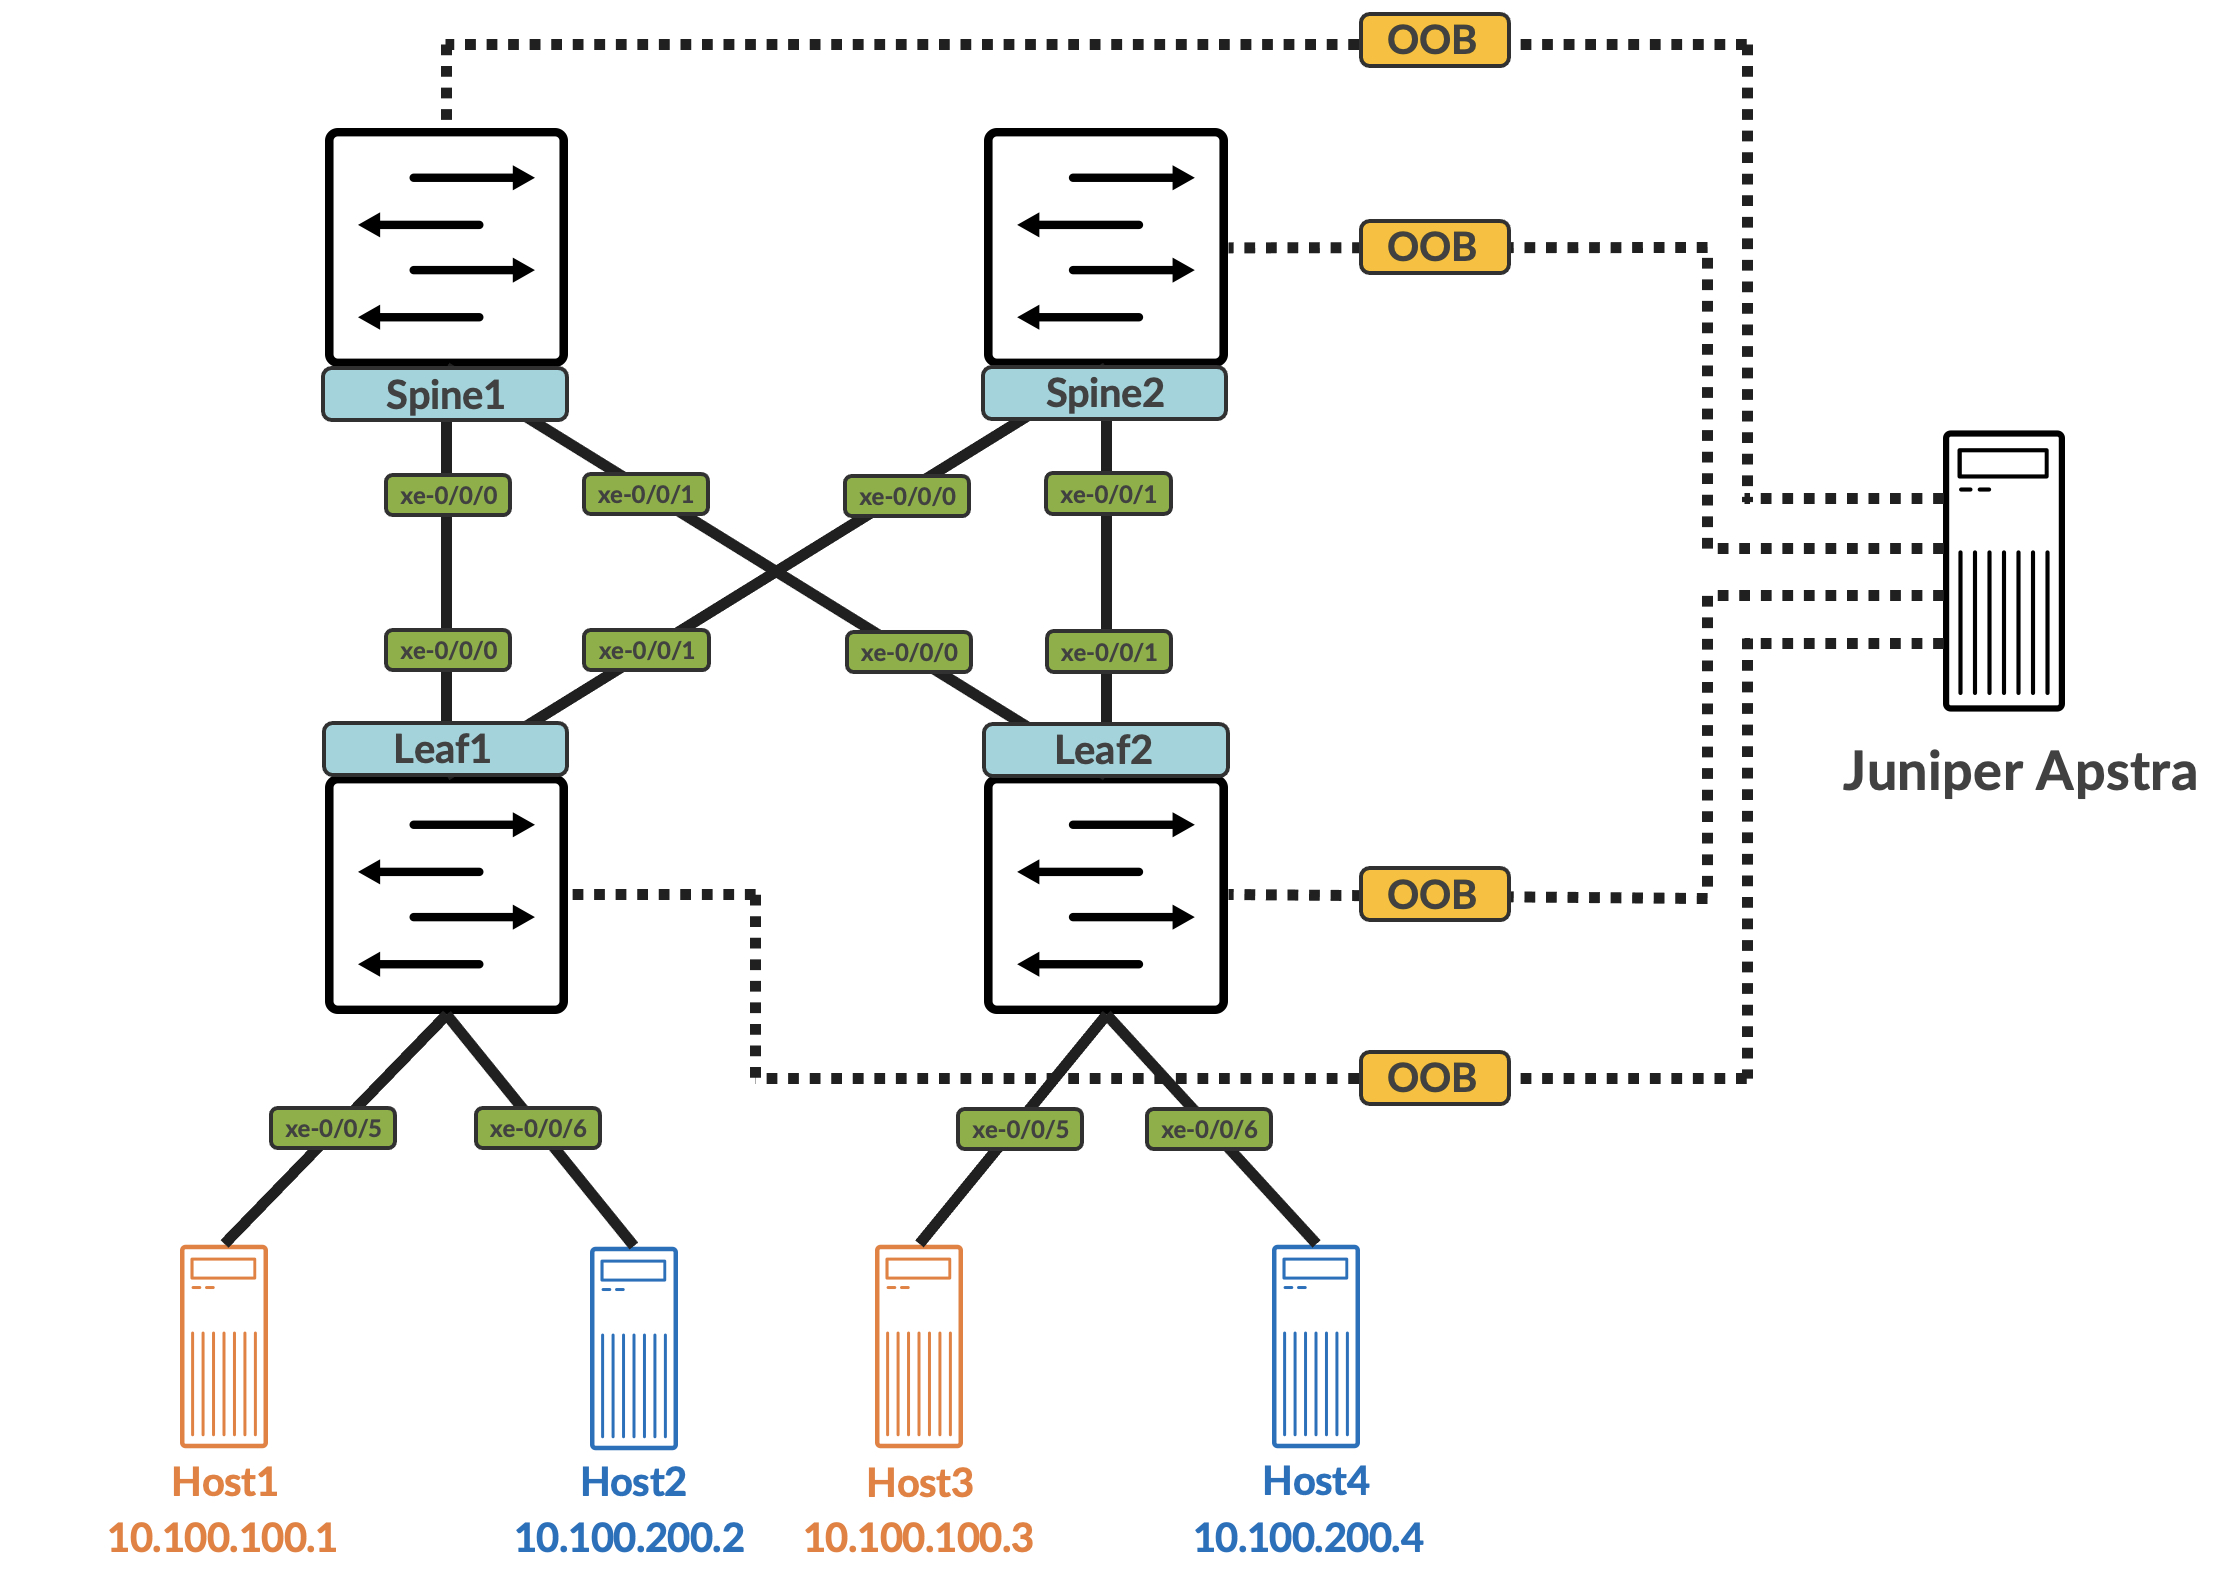 OOB
OOB
Spine1
Spine2
xe-0/0/0
xe-0/0/1
xe-0/0/0
xe-0/0/1
xe-0/0/0
xe-0/0/1
xe-0/0/0
xe-0/0/1
Leaf1
Leaf2
Juniper Apstra
OOB
OOB
xe-0/0/5
xe-0/0/6
xe-0/0/5
xe-0/0/6
Host1
10.100.100.1
Host2
10.100.200.2
Host3
10.100.100.3
Host4
10.100.200.4